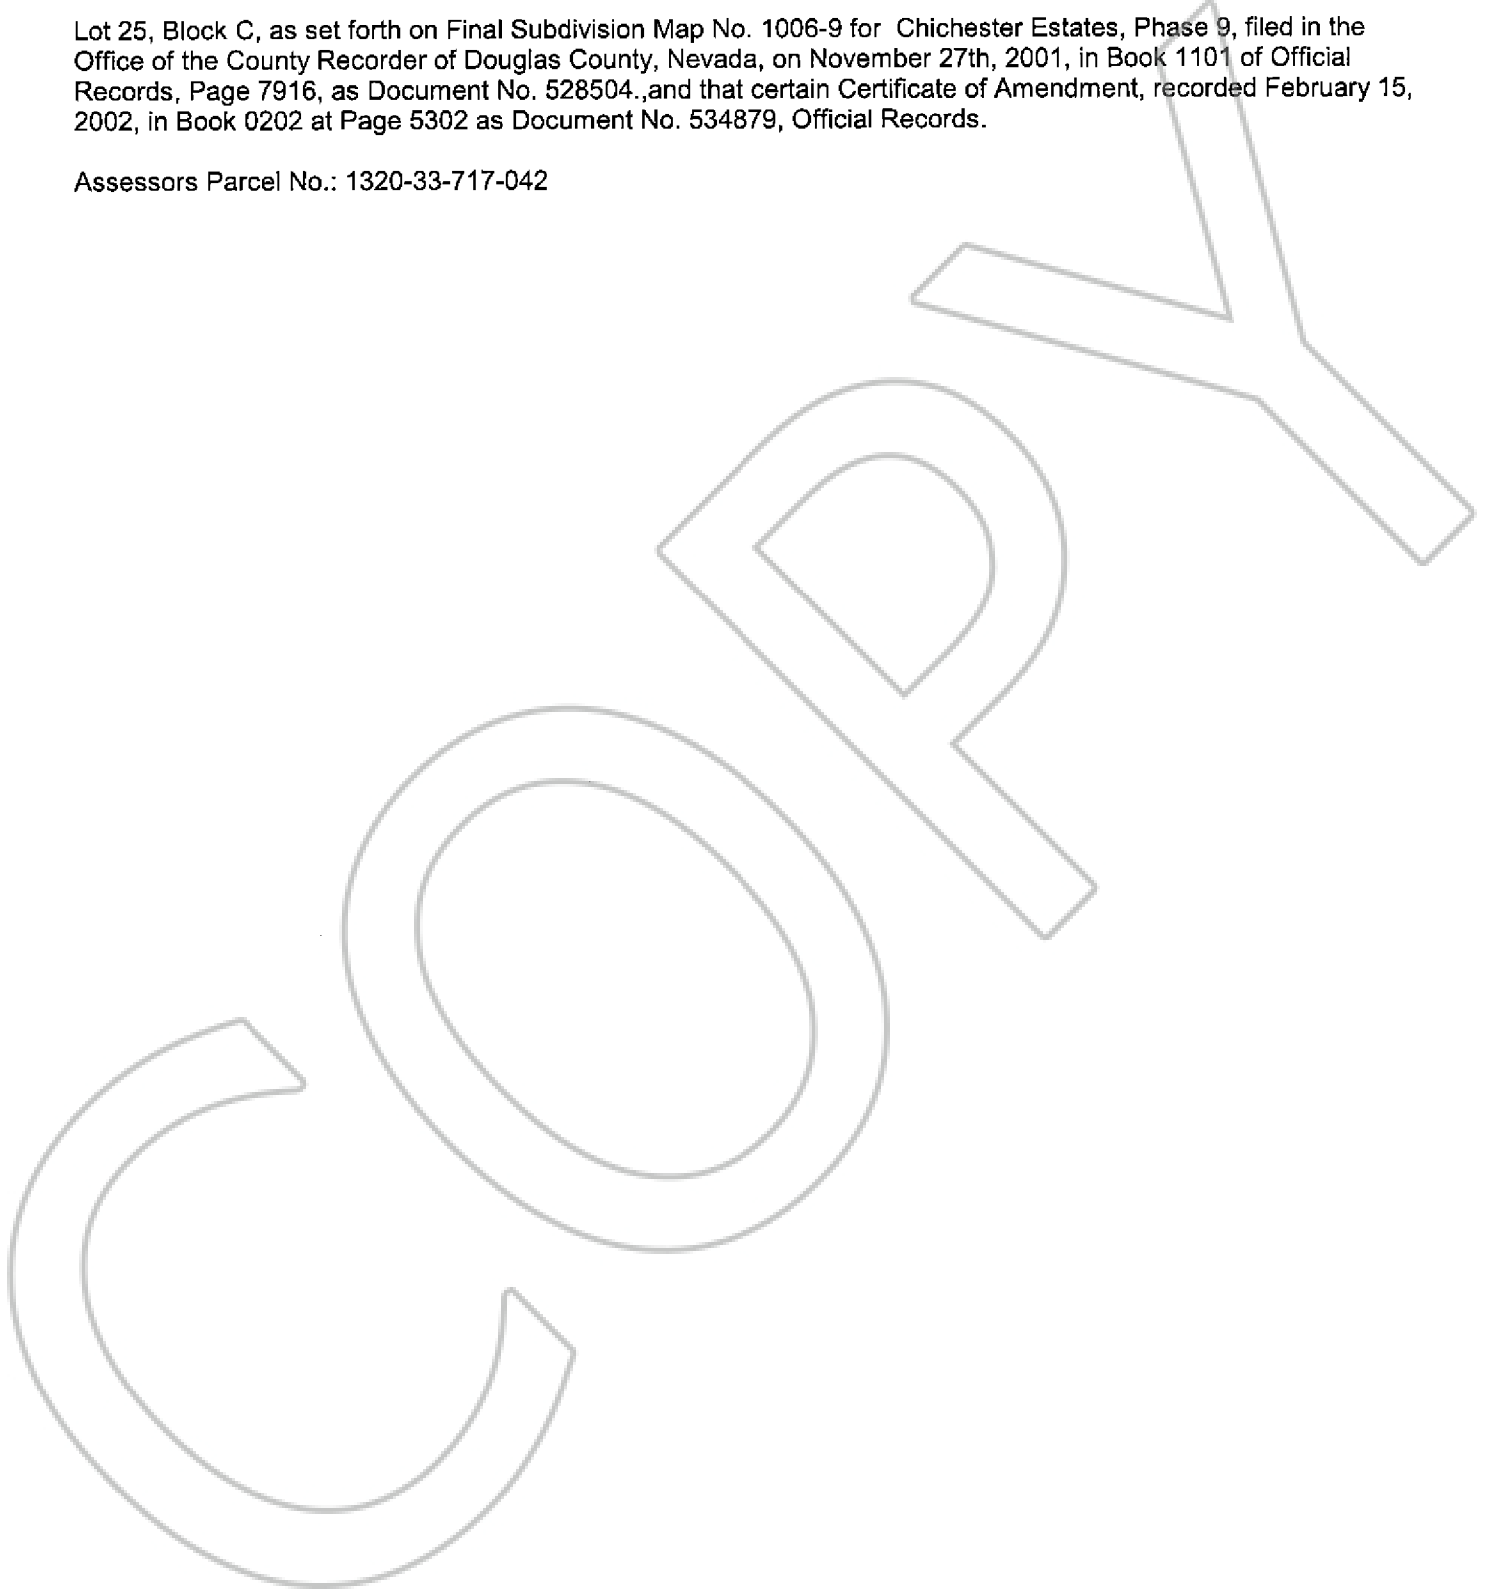 Lot 25, Block C, as set forth on Final Subdivision Map No. 1006-9 for Chichester Estates, Phase 9, filed in the
Office of the County Recorder of Douglas County, Nevada, on November 27th, 2001, in Book 1101 of Official
Records, Page 7916, as Document No. 528504.,and that certain Certificate of Amendment, recorded February 15,
2002, in Book 0202 at Page 5302 as Document No. 534879, Official Records.
Assessors Parcel No.: 1320-33-717-042
COPY